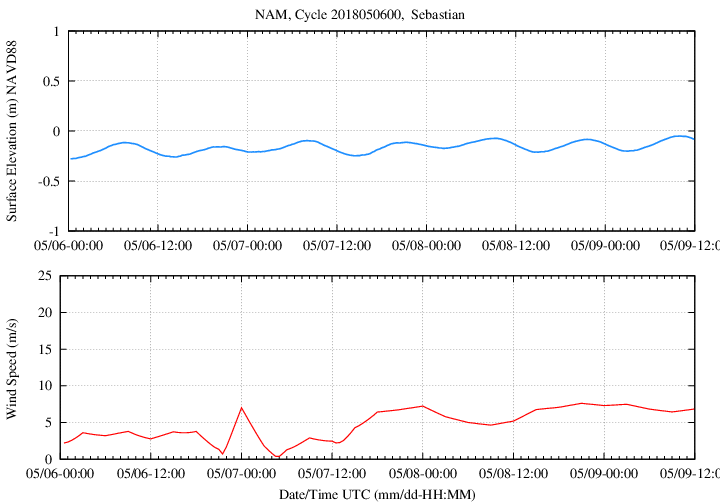 NAM, Cycle 2018050600, Sebastian
Surface Elevation (m) NAVD88
1
0.5
0
-0.5
-1
05/06-00:00 05/06-12:00 05/07-00:00 05/07-12:00 05/08-00:00 05/08-12:00 05/09-00:00 05/09-12:0
Wind Speed (m/s)
25
20
15
10
5
0
05/06-00:00 05/06-12:00 05/07-00:00 05/07-12:00 05/08-00:00 05/08-12:00 05/09-00:00 05/09-12:0
Date/Time UTC (mm/dd-HH:MM)